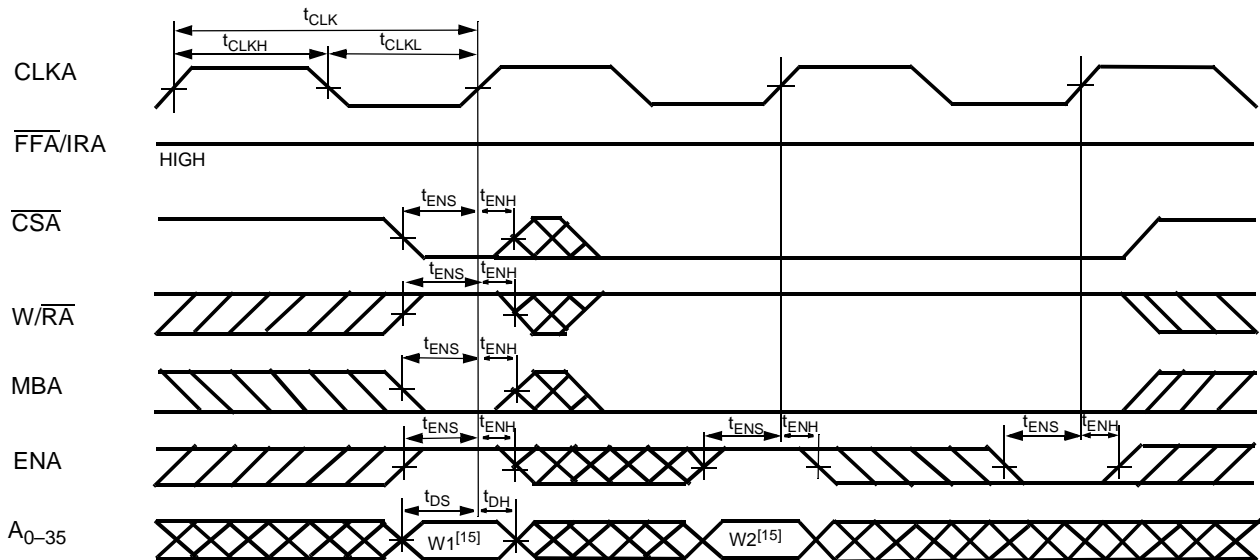 tCLK
tCLKH tCLKL
CLKA
FFA/IRA
HIGH
tENS tENH
CSA
tENS tENH
W/RA
tENS tENH
MBA
tENS tENH tENS tENH tENS tENH
ENA
tDS tDH
A0–35 W1[15] W2[15]